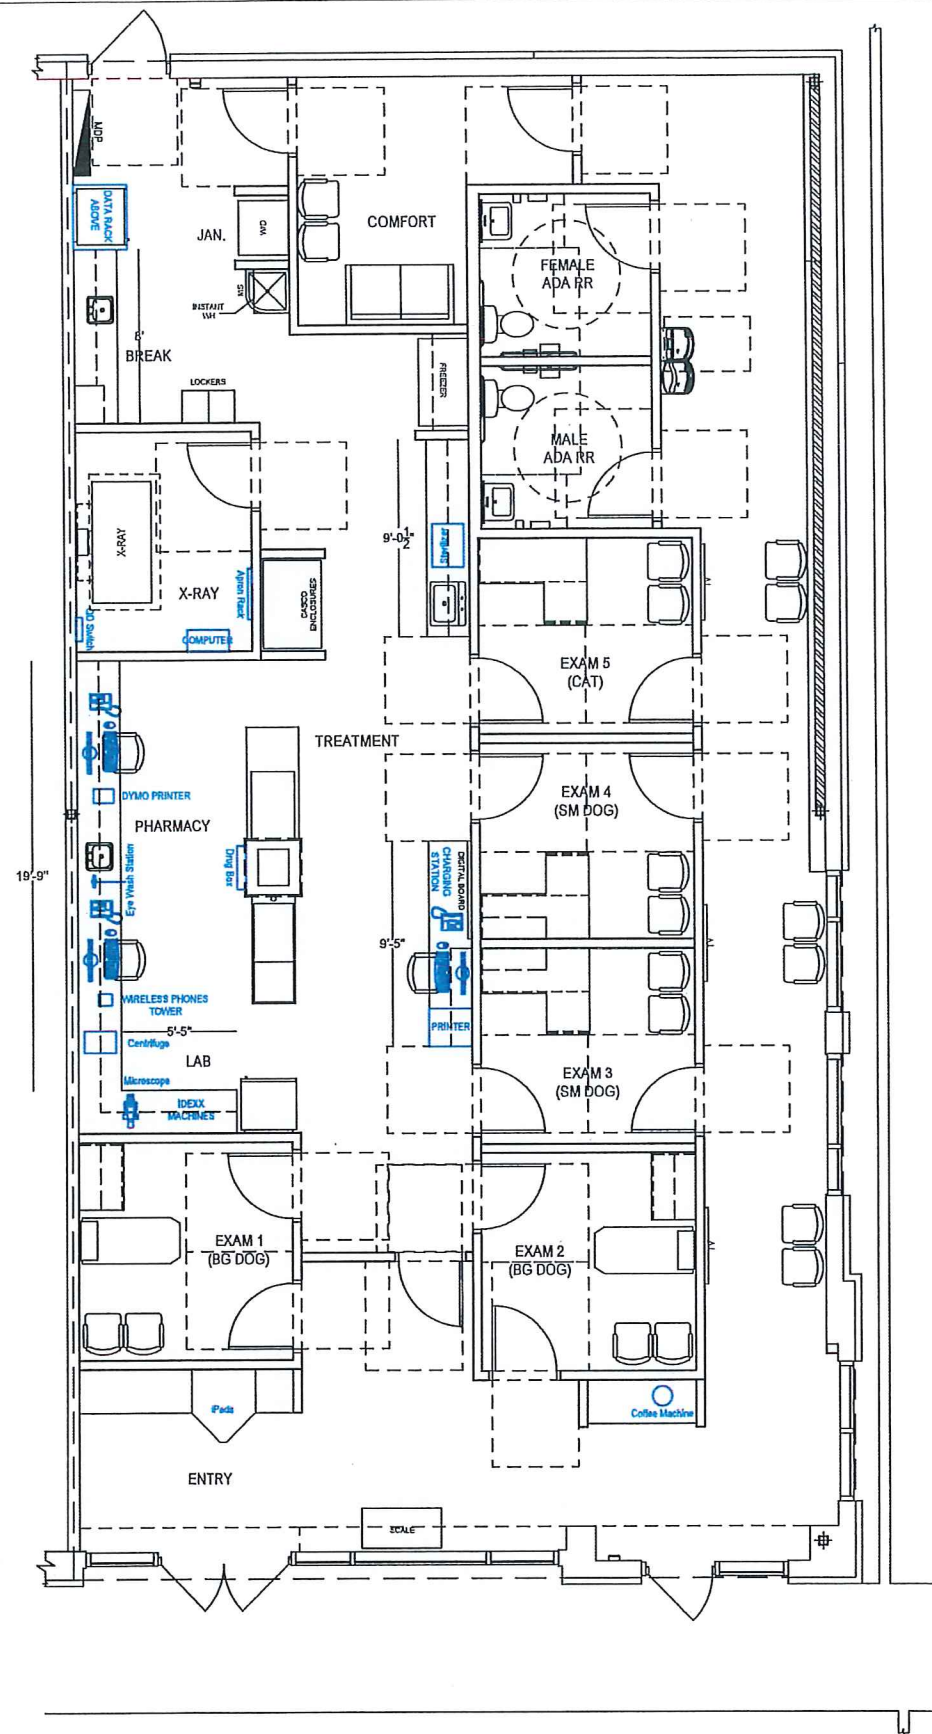 MDP
DATA RACK
ABOVE
JAN.
C/W
COMFORT
INSTANT
WH
8'
BREAK
LOCKERS
FREEZER
FEMALE
ADA RR
MALE
ADA RR
9'-0 1/2"
X-RAY
X-RAY
Apron Rack
CASCO
ENCLOSURES
COMPUTER
EXAM 5
(CAT)
TREATMENT
DYMO PRINTER
PHARMACY
EXAM 4
(SM DOG)
Eye Wash Station
Drug Box
DIGITAL BOARD
CHARGING
STATION
19'-9"
9'-5"
WIRELESS PHONES
TOWER
PRINTER
5'-5"
Centrifuge
LAB
Microscope
IDEXX
MACHINES
EXAM 3
(SM DOG)
EXAM 1
(BG DOG)
EXAM 2
(BG DOG)
iPads
Coffee Machine
ENTRY
SCALE